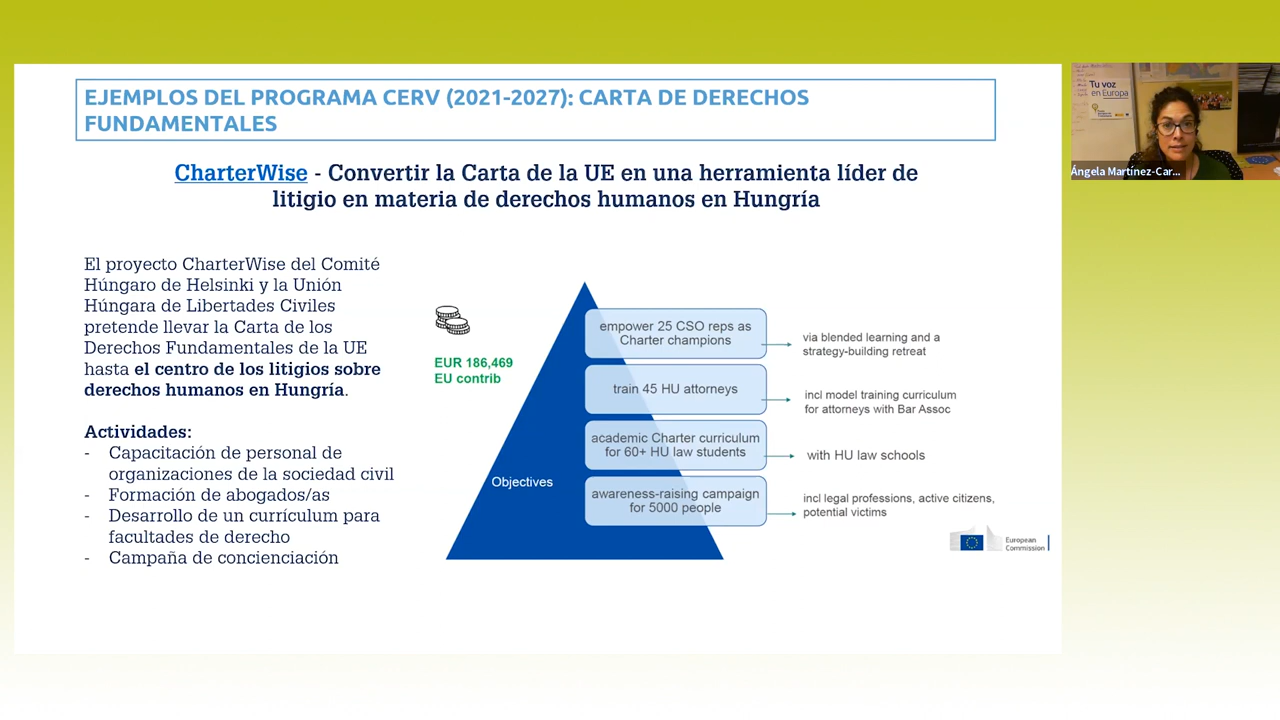 EJEMPLOS DEL PROGRAMA CERV (2021-2027): CARTA DE DERECHOS
FUNDAMENTALES
CharterWise - Convertir la Carta de la UE en una herramienta líder de
litigio en materia de derechos humanos en Hungría
El proyecto CharterWise del Comité
Húngaro de Helsinki y la Unión
Húngara de Libertades Civiles
pretende llevar la Carta de los
Derechos Fundamentales de la UE
hasta el centro de los litigios sobre
derechos humanos en Hungría.
Actividades:
- Capacitación de personal de
organizaciones de la sociedad civil
- Formación de abogados/as
- Desarrollo de un currículum para
facultades de derecho
- Campaña de concienciación
EUR 186,469
EU contrib
Objectives
empower 25 CSO reps as
Charter champions
via blended learning and a
strategy-building retreat
train 45 HU attorneys
incl model training curriculum
for attorneys with Bar Assoc
academic Charter curriculum
for 60+ HU law students
with HU law schools
awareness-raising campaign
for 5000 people
incl legal professions, active citizens,
potential victims
European
Commission
Tu voz
en Europa
Ángela Martínez-Car...